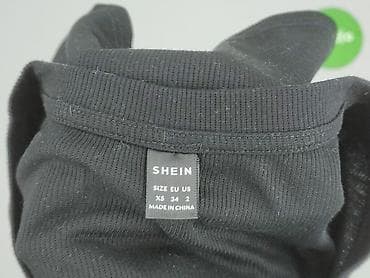 SHEIN
SIZE EU US
XS 34 2
MADE IN CHINA